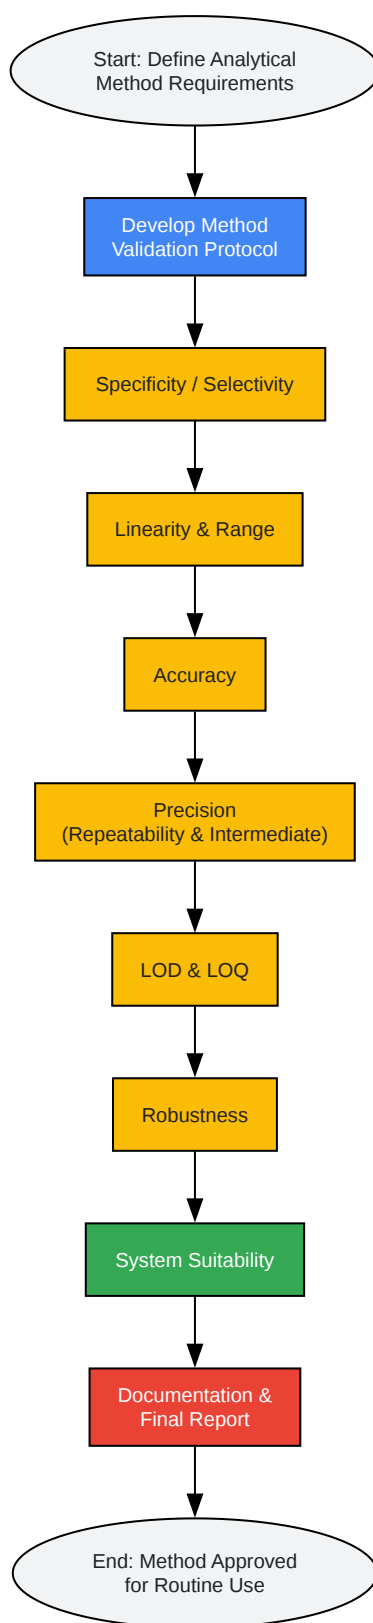 Start: Define Analytical
Method Requirements
Develop Method
Validation Protocol
Specificity / Selectivity
Linearity & Range
Accuracy
Precision
(Repeatability & Intermediate)
LOD & LOQ
Robustness
System Suitability
Documentation &
Final Report
End: Method Approved
for Routine Use